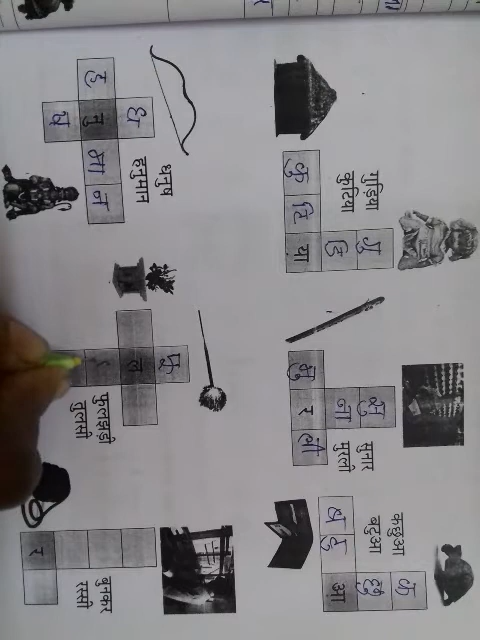 गुड़िया
कुटिया
गु
डि
कु टि या
सुनार
मुरली
सु
ना
मु र ली
कछुआ
बटुआ
क
छु
ब टु आ
धनुष
हनुमान
ध
ह नु मा न
ष
फु
ल
फुलझड़ी
तुलसी
बुनकर
रस्सी
र